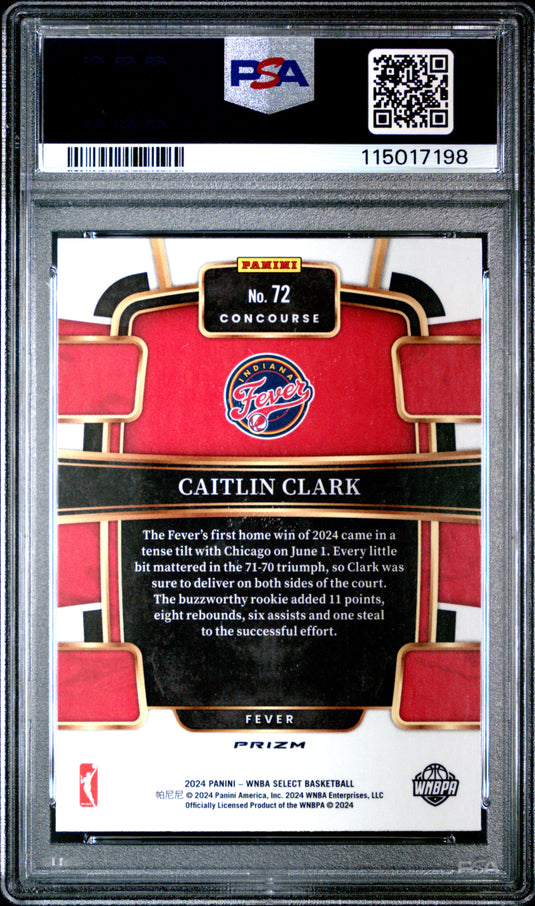 PSA
115017198
PANINI
No. 72
CONCOURSE
INDIANA
Fever
CAITLIN CLARK
The Fever's first home win of 2024 came in a
tense tilt with Chicago on June 1. Every little
bit mattered in the 71-70 triumph, so Clark was
sure to deliver on both sides of the court.
The buzzworthy rookie added 11 points,
eight rebounds, six assists and one steal
to the successful effort.
FEVER
PRIZM
2024 PANINI – WNBA SELECT BASKETBALL
帕尼尼 © 2024 Panini America, Inc. 2024 WNBA Enterprises, LLC
Officially Licensed Product of the WNBPA © 2024
WNBPA
PSA